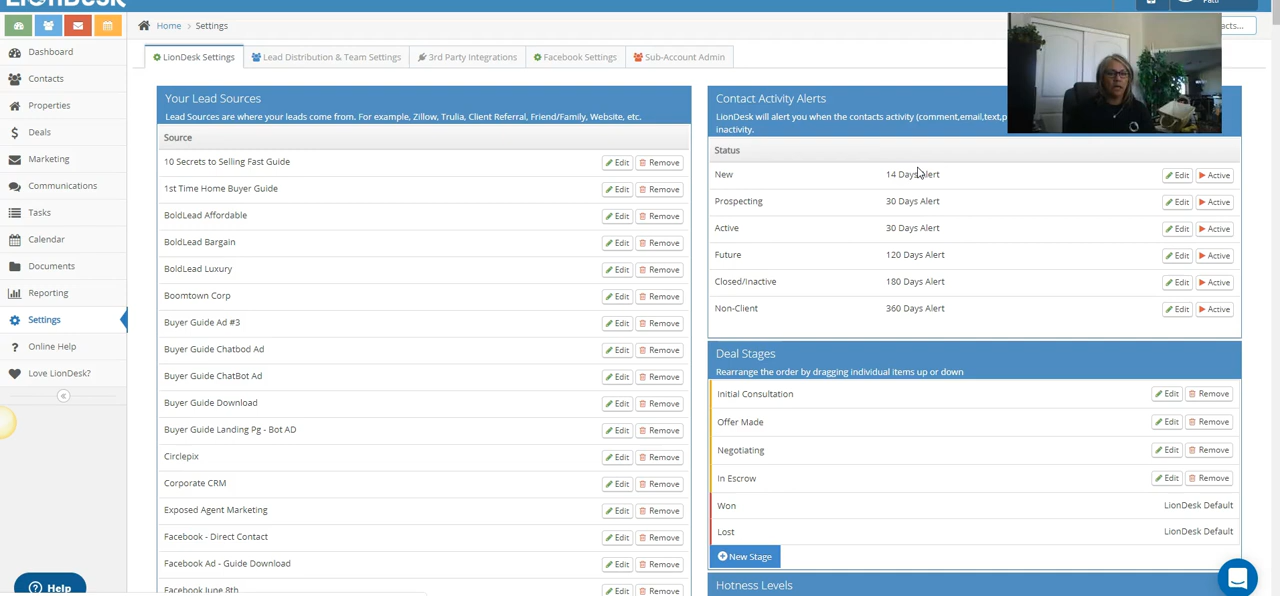 LionDesk
Patti
Home > Settings
acts...
Dashboard
Contacts
Properties
Deals
Marketing
Communications
Tasks
Calendar
Documents
Reporting
Settings
Online Help
Love LionDesk?
Help
LionDesk Settings
Lead Distribution & Team Settings
3rd Party Integrations
Facebook Settings
Sub-Account Admin
Your Lead Sources
Lead Sources are where your leads come from. For example, Zillow, Trulia, Client Referral, Friend/Family, Website, etc.
Source
10 Secrets to Selling Fast Guide Edit Remove
1st Time Home Buyer Guide Edit Remove
BoldLead Affordable Edit Remove
BoldLead Bargain Edit Remove
BoldLead Luxury Edit Remove
Boomtown Corp Edit Remove
Buyer Guide Ad #3 Edit Remove
Buyer Guide Chatbod Ad Edit Remove
Buyer Guide ChatBot Ad Edit Remove
Buyer Guide Download Edit Remove
Buyer Guide Landing Pg - Bot AD Edit Remove
Circlepix Edit Remove
Corporate CRM Edit Remove
Exposed Agent Marketing Edit Remove
Facebook - Direct Contact Edit Remove
Facebook Ad - Guide Download Edit Remove
Facebook June 8th Edit Remove
Contact Activity Alerts
LionDesk will alert you when the contacts activity (comment,email,text,p
inactivity.
Status
New 14 Days Alert Edit Active
Prospecting 30 Days Alert Edit Active
Active 30 Days Alert Edit Active
Future 120 Days Alert Edit Active
Closed/Inactive 180 Days Alert Edit Active
Non-Client 360 Days Alert Edit Active
Deal Stages
Rearrange the order by dragging individual items up or down
Initial Consultation Edit Remove
Offer Made Edit Remove
Negotiating Edit Remove
In Escrow Edit Remove
Won LionDesk Default
Lost LionDesk Default
New Stage
Hotness Levels